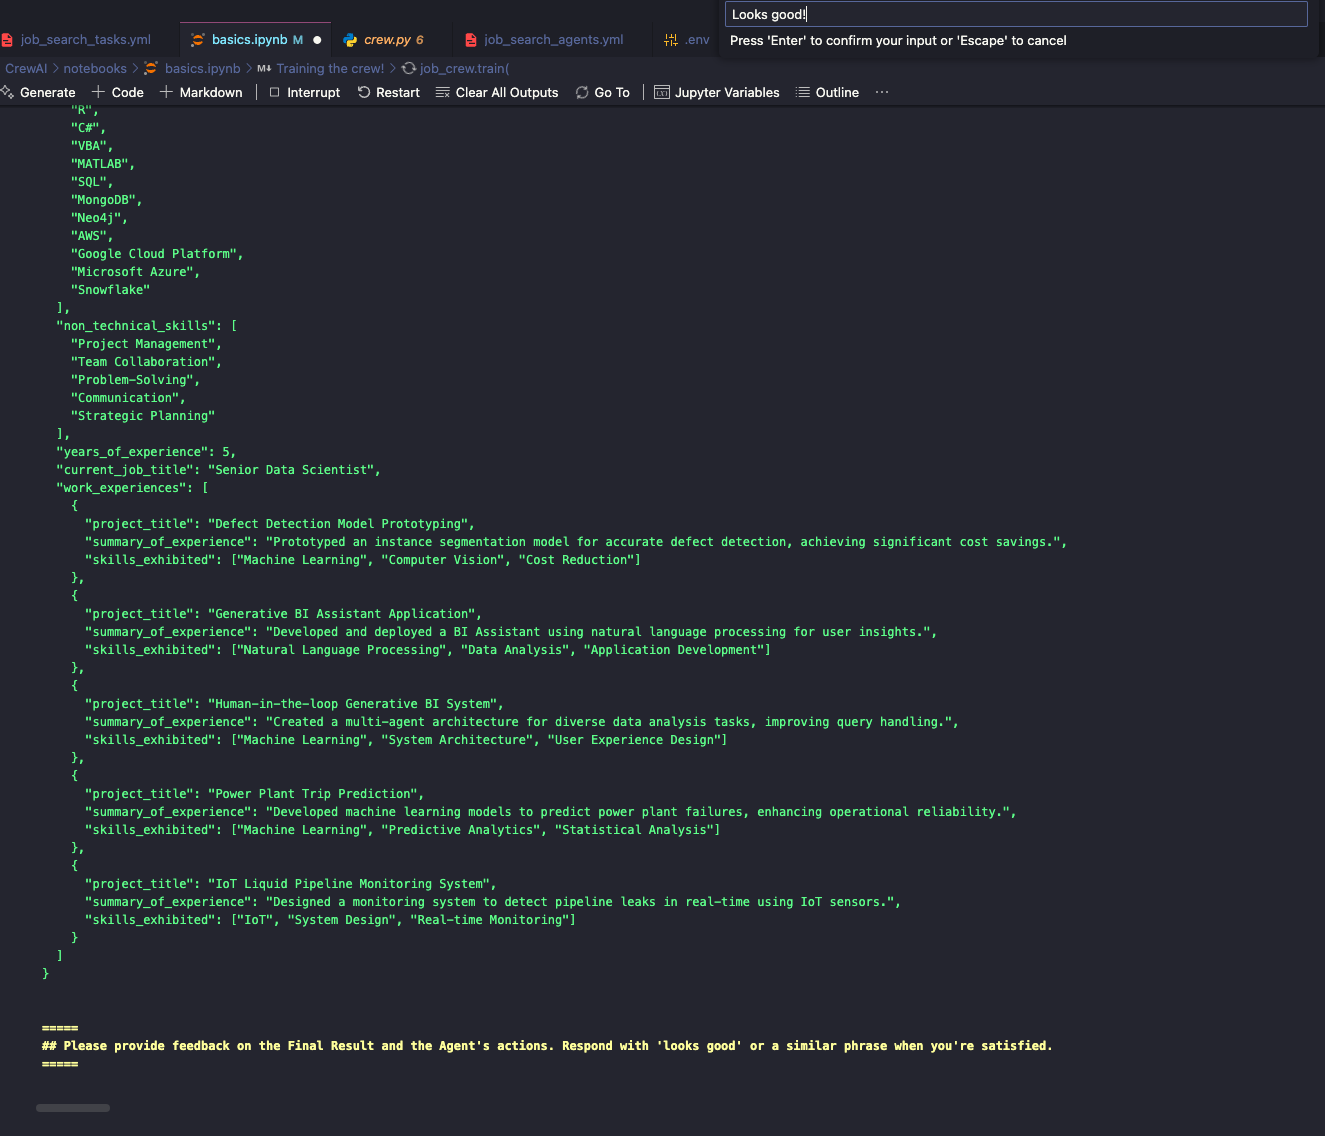 Looks good!
Press 'Enter' to confirm your input or 'Escape' to cancel
job_search_tasks.yml basics.ipynb M crew.py 6 job_search_agents.yml .env
CrewAI > notebooks > basics.ipynb > M↓ Training the crew! > job_crew.train(
Generate + Code + Markdown | Interrupt Restart Clear All Outputs Go To | Jupyter Variables Outline ...
"R",
"C#",
"VBA",
"MATLAB",
"SQL",
"MongoDB",
"Neo4j",
"AWS",
"Google Cloud Platform",
"Microsoft Azure",
"Snowflake"
],
"non_technical_skills": [
"Project Management",
"Team Collaboration",
"Problem-Solving",
"Communication",
"Strategic Planning"
],
"years_of_experience": 5,
"current_job_title": "Senior Data Scientist",
"work_experiences": [
{
"project_title": "Defect Detection Model Prototyping",
"summary_of_experience": "Prototyped an instance segmentation model for accurate defect detection, achieving significant cost savings.",
"skills_exhibited": ["Machine Learning", "Computer Vision", "Cost Reduction"]
},
{
"project_title": "Generative BI Assistant Application",
"summary_of_experience": "Developed and deployed a BI Assistant using natural language processing for user insights.",
"skills_exhibited": ["Natural Language Processing", "Data Analysis", "Application Development"]
},
{
"project_title": "Human-in-the-loop Generative BI System",
"summary_of_experience": "Created a multi-agent architecture for diverse data analysis tasks, improving query handling.",
"skills_exhibited": ["Machine Learning", "System Architecture", "User Experience Design"]
},
{
"project_title": "Power Plant Trip Prediction",
"summary_of_experience": "Developed machine learning models to predict power plant failures, enhancing operational reliability.",
"skills_exhibited": ["Machine Learning", "Predictive Analytics", "Statistical Analysis"]
},
{
"project_title": "IoT Liquid Pipeline Monitoring System",
"summary_of_experience": "Designed a monitoring system to detect pipeline leaks in real-time using IoT sensors.",
"skills_exhibited": ["IoT", "System Design", "Real-time Monitoring"]
}
]
}
=====
## Please provide feedback on the Final Result and the Agent's actions. Respond with 'looks good' or a similar phrase when you're satisfied.
=====